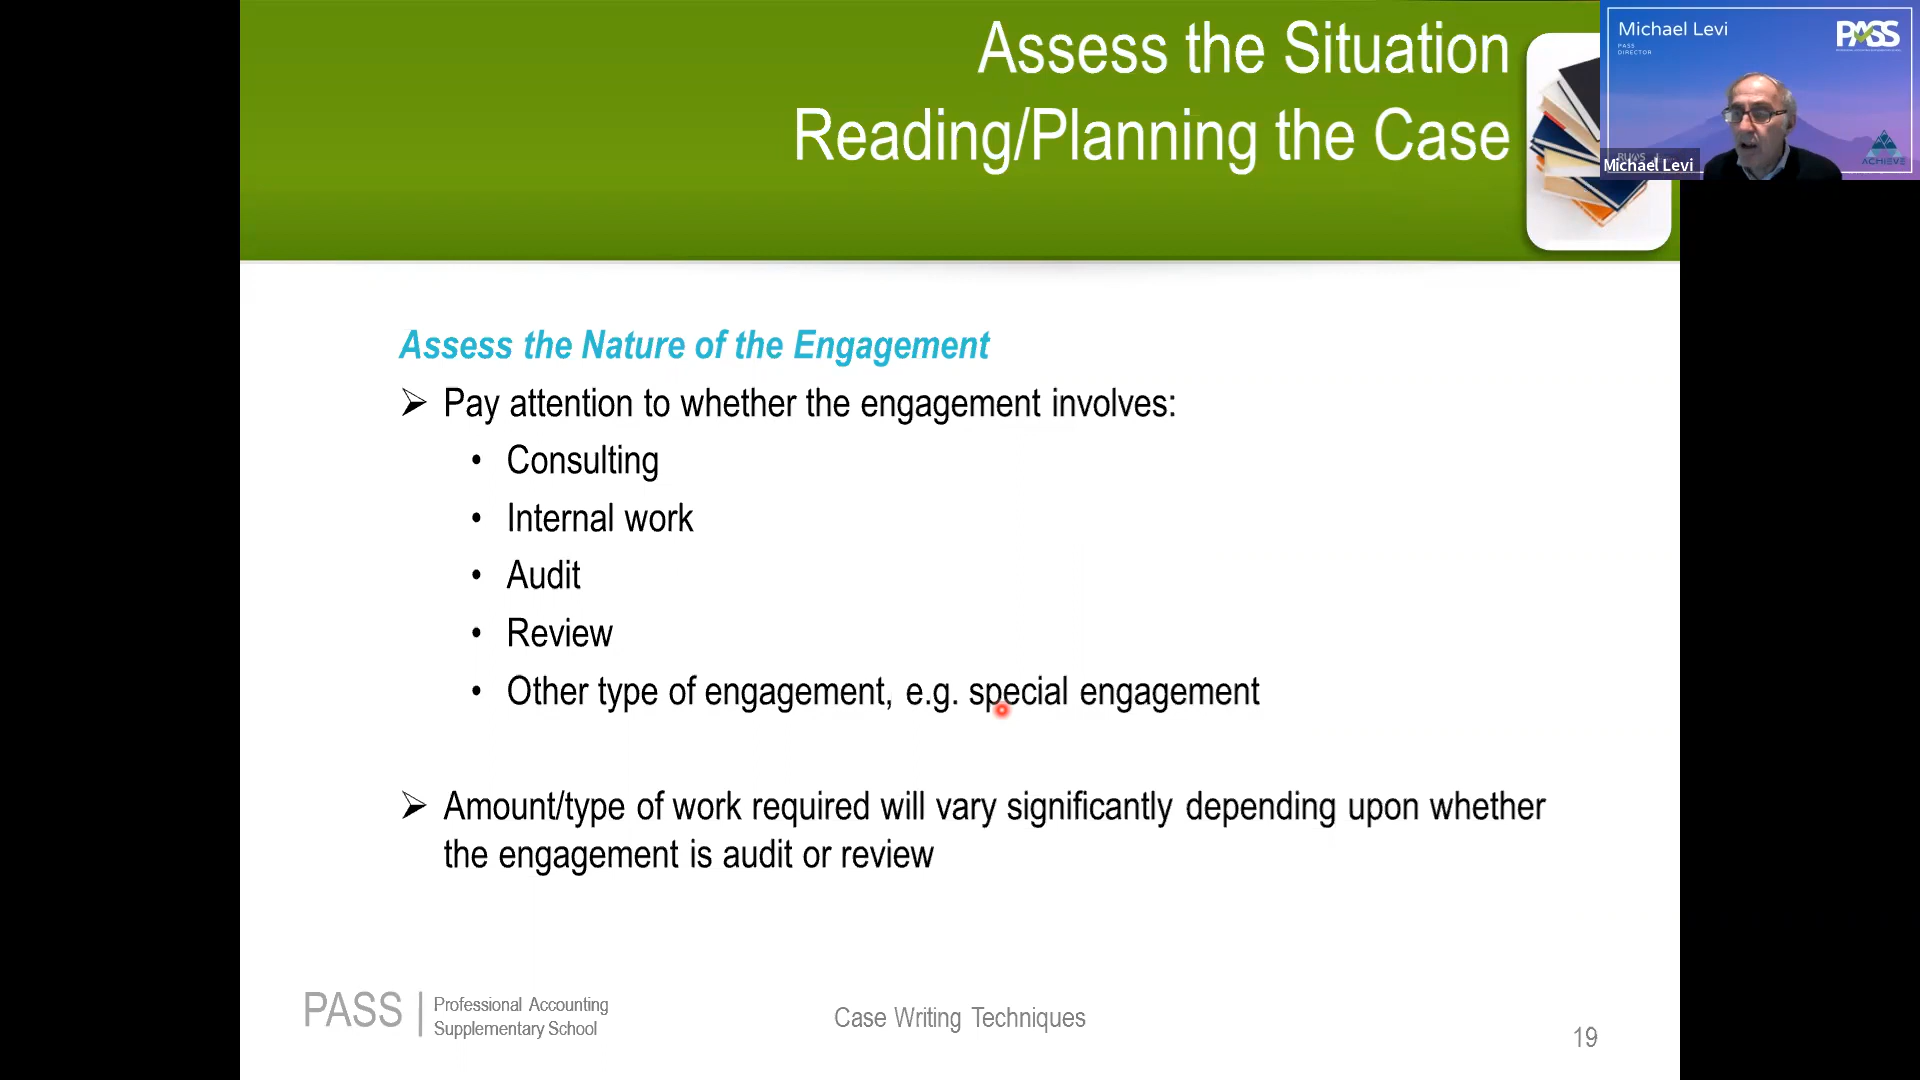 Assess the Situation
Reading/Planning the Case
Michael Levi
PASS
DIRECTOR
PASS
Michael Levi
ACHIEVE
Assess the Nature of the Engagement
➢ Pay attention to whether the engagement involves:
• Consulting
• Internal work
• Audit
• Review
• Other type of engagement, e.g. special engagement
➢ Amount/type of work required will vary significantly depending upon whether
the engagement is audit or review
PASS | Professional Accounting
Supplementary School
Case Writing Techniques
19